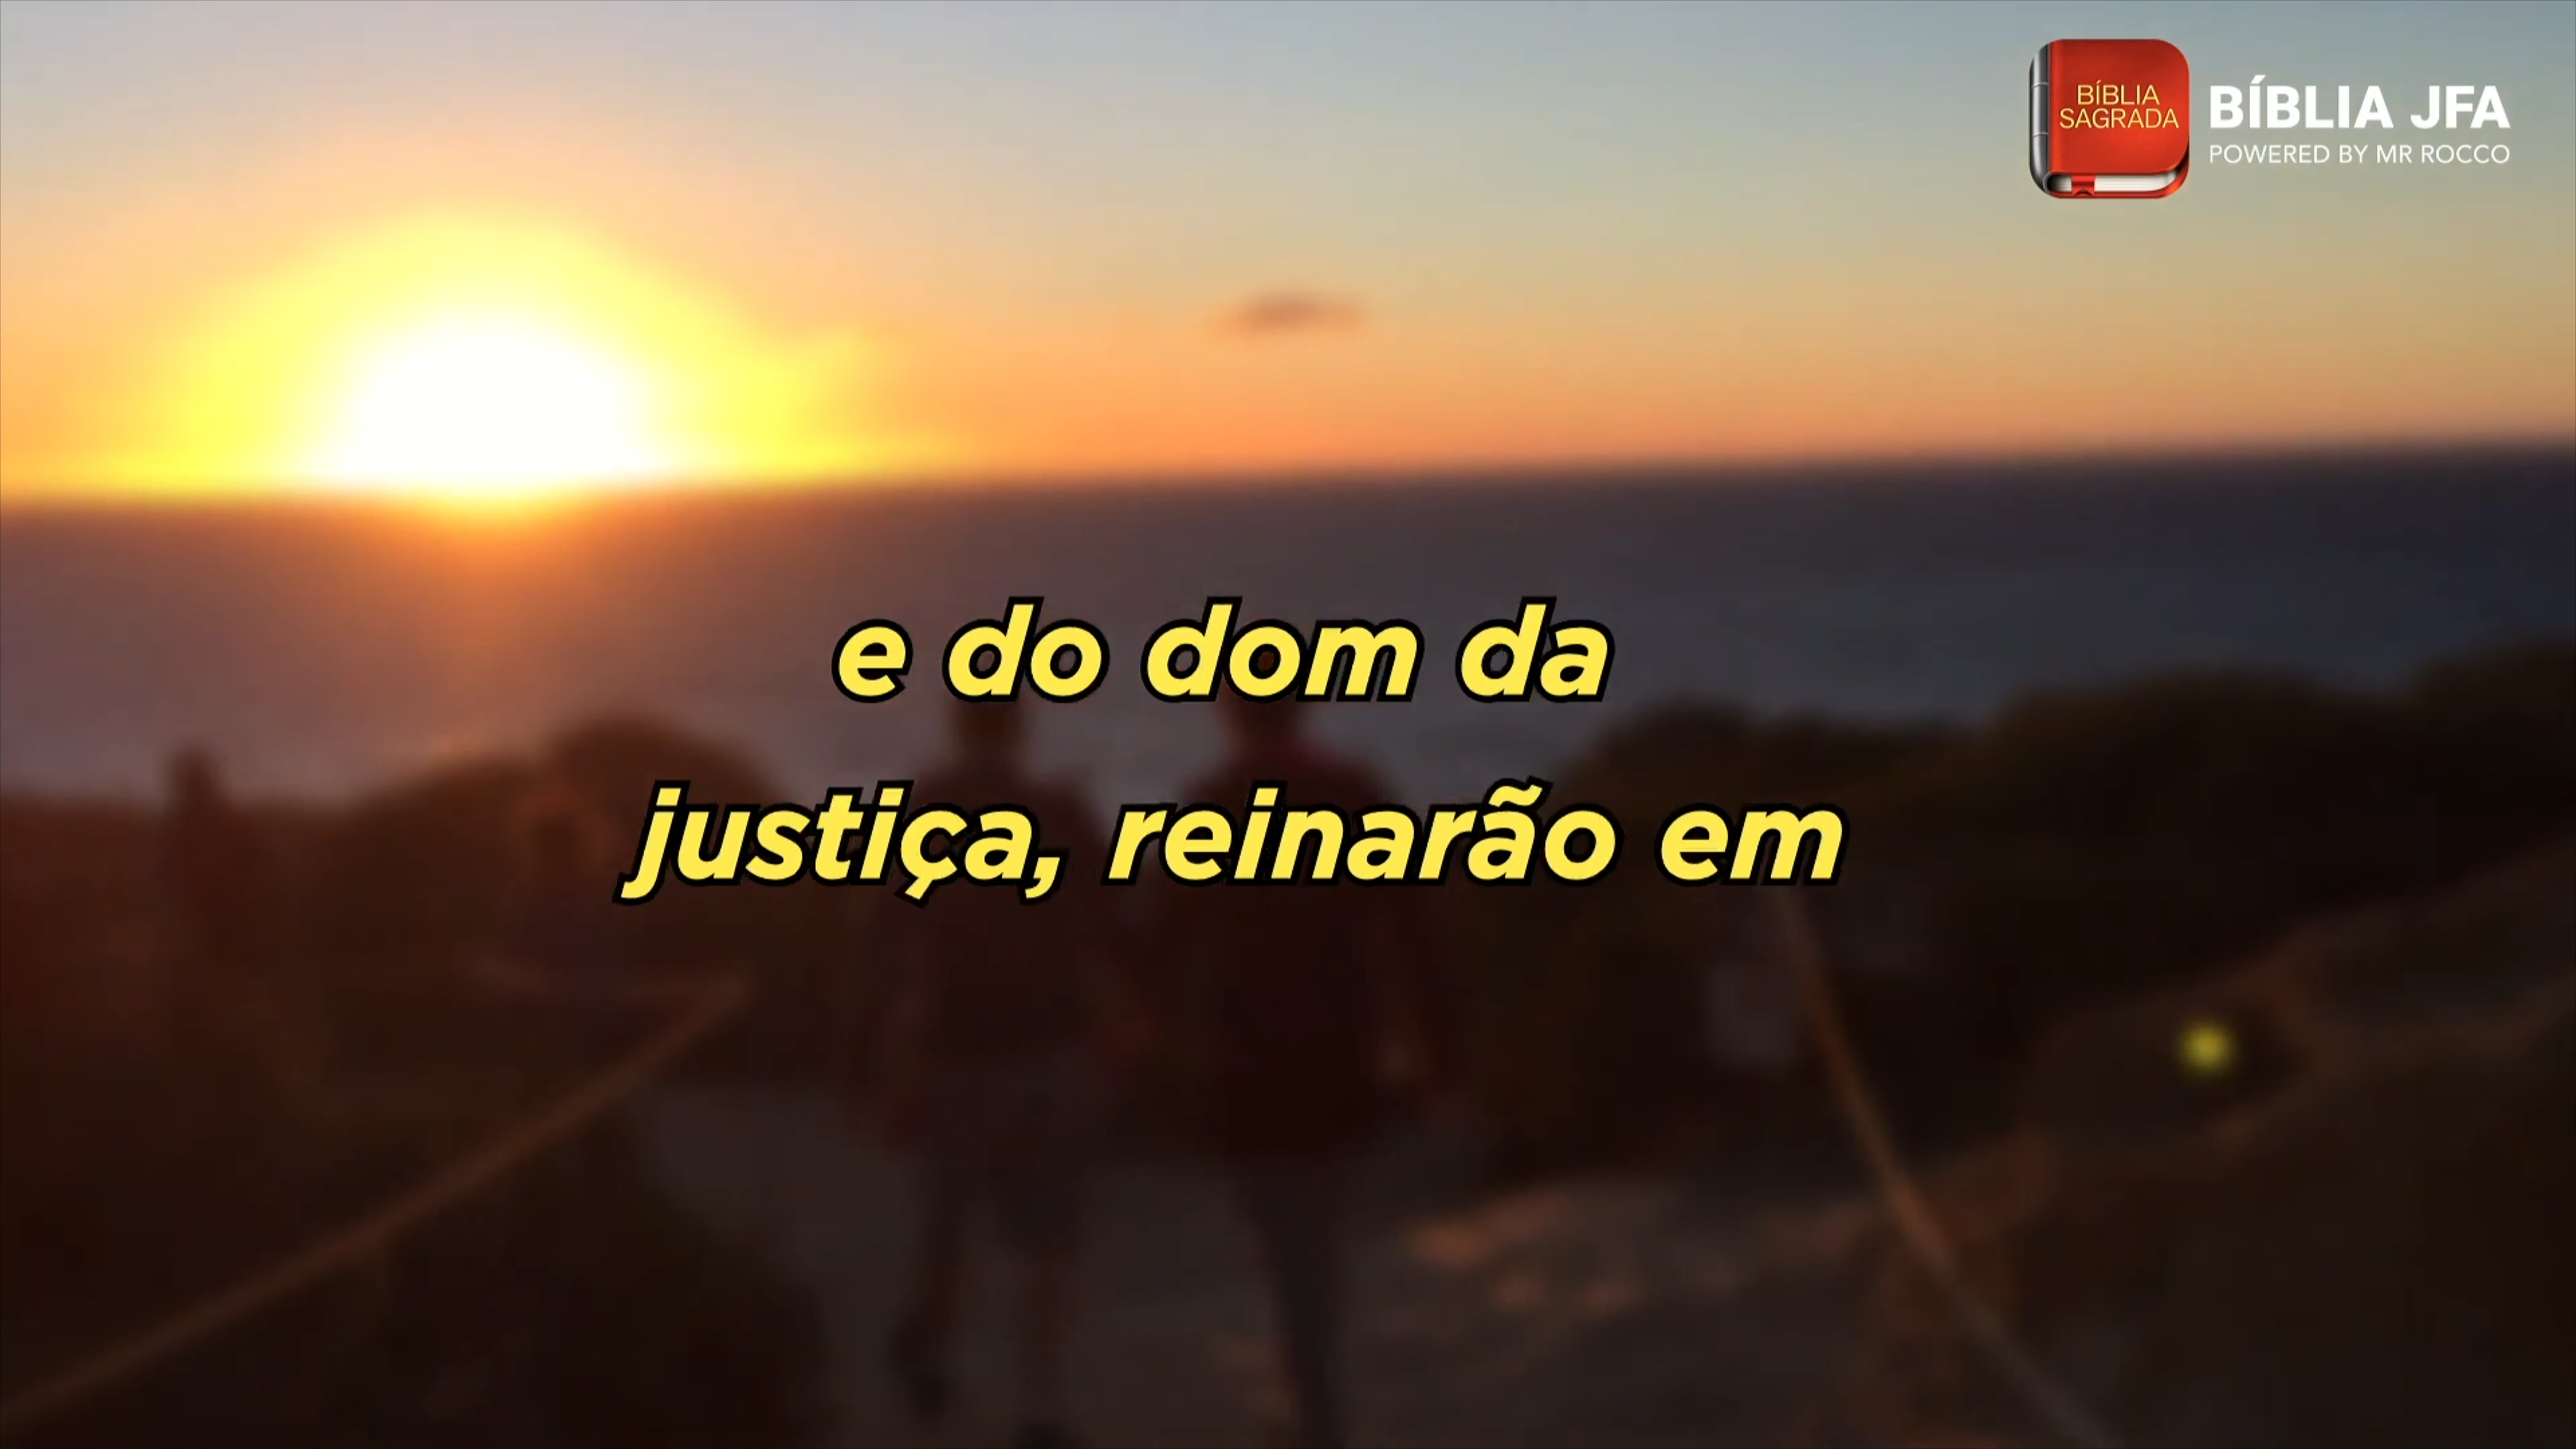 BÍBLIA
SAGRADA
BÍBLIA JFA
POWERED BY MR ROCCO
e do dom da
justiça, reinarão em